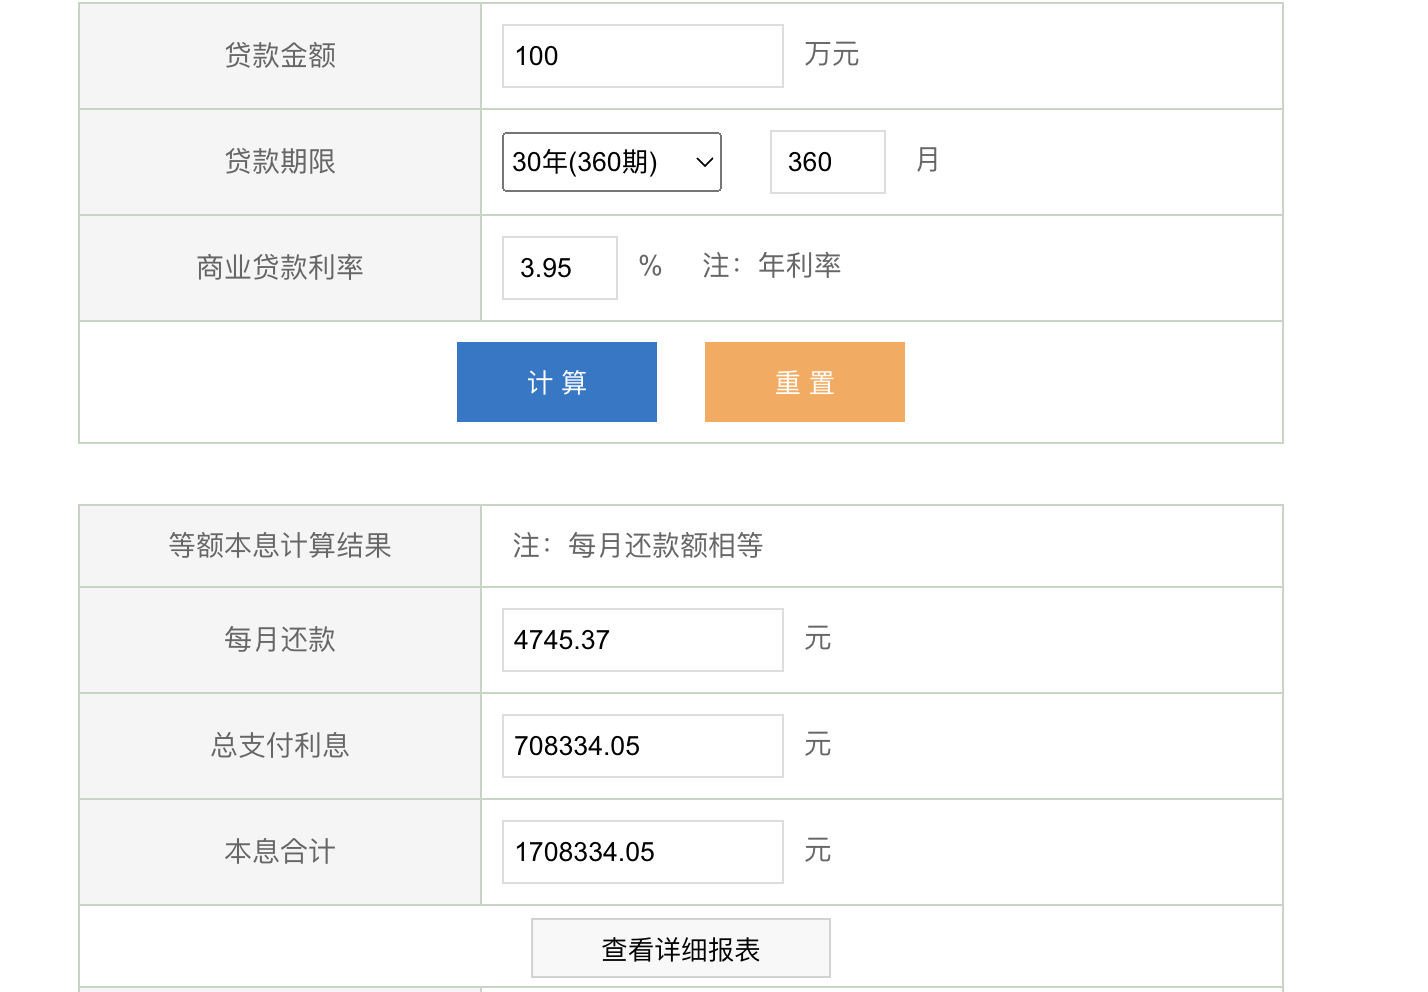 贷款金额 100 万元
贷款期限 30年(360期) 360 月
商业贷款利率 3.95 % 注：年利率
计 算 重 置
等额本息计算结果 注：每月还款额相等
每月还款 4745.37 元
总支付利息 708334.05 元
本息合计 1708334.05 元
查看详细报表